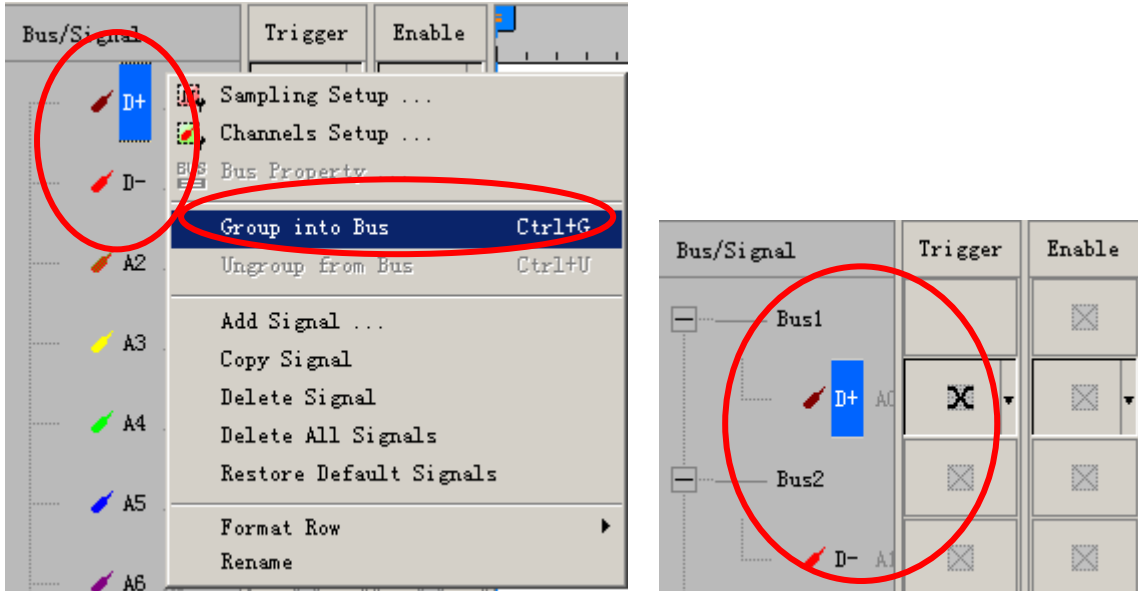 Bus/Signal Trigger Enable
D+
Sampling Setup ...
Channels Setup ...
D-
BUS Bus Property
Group into Bus Ctrl+G
A2 Ungroup from Bus Ctrl+U
Add Signal ...
A3
Copy Signal
Delete Signal
A4 Delete All Signals
Restore Default Signals
A5
Format Row
A6 Rename
Bus/Signal Trigger Enable
Bus1
D+ A0
Bus2
D- A1